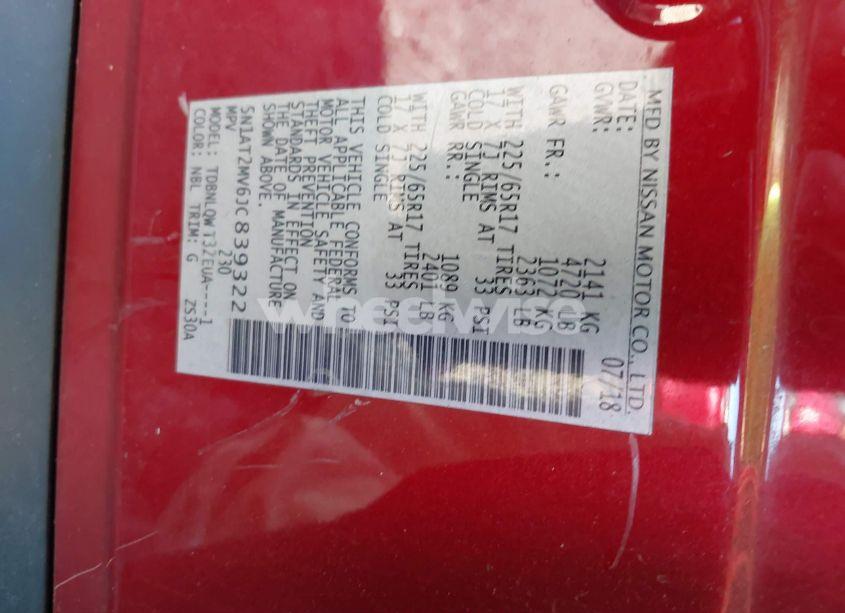 MFD BY NISSAN MOTOR CO., LTD.
DATE: 07/18
GVWR: 2141 KG
4720 LB
GAWR FR.: 1072 KG
2363 LB
WITH 225/65R17 TIRES
17 X 7J RIMS AT 33 PSI
COLD SINGLE
GAWR RR.: 1089 KG
2401 LB
WITH 225/65R17 TIRES
17 X 7J RIMS AT 33 PSI
COLD SINGLE
THIS VEHICLE CONFORMS TO
ALL APPLICABLE FEDERAL
MOTOR VEHICLE SAFETY AND
THEFT PREVENTION
STANDARDS IN EFFECT ON
THE DATE OF MANUFACTURE
SHOWN ABOVE.
5N1AT2MV6JC839322
MPV 230
MODEL: TDBNLQWT32EUA----1
COLOR: NBL TRIM: G ZS30A